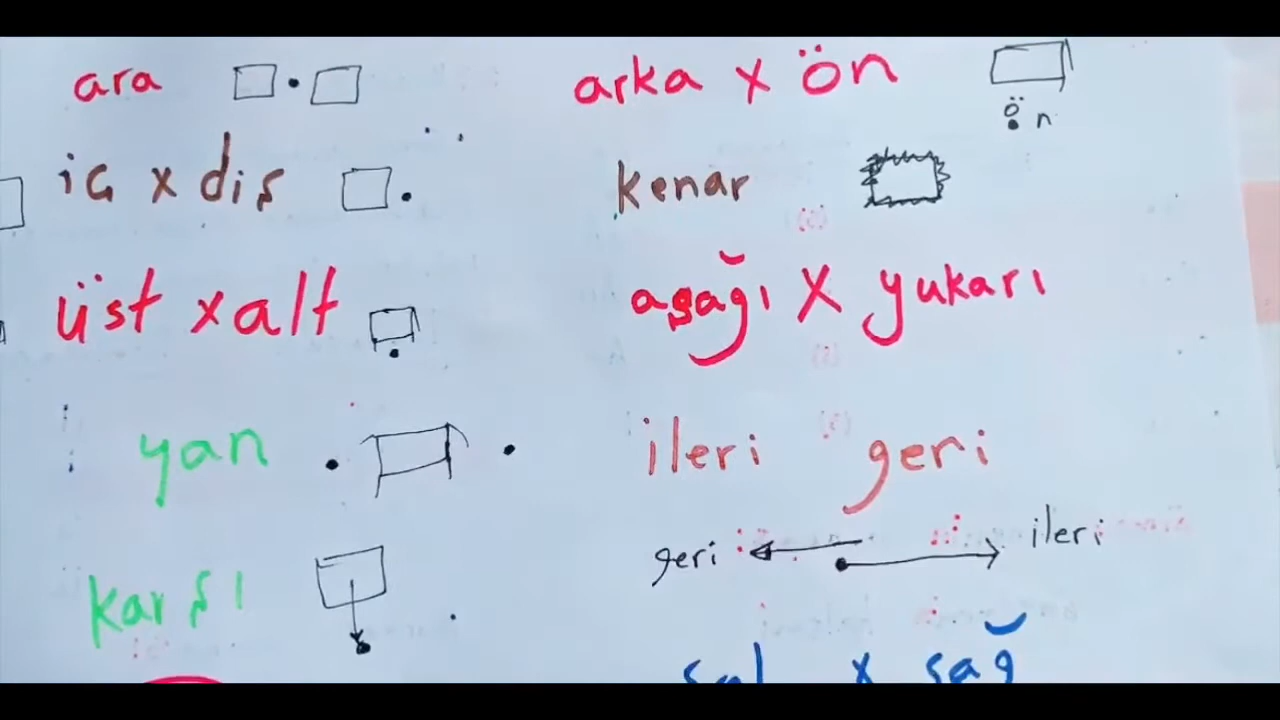 ara
iç x dış
üst x alt
yan
karşı
arka x ön
ön
kenar
aşağı X yukarı
ileri geri
geri ileri
sol x sağ